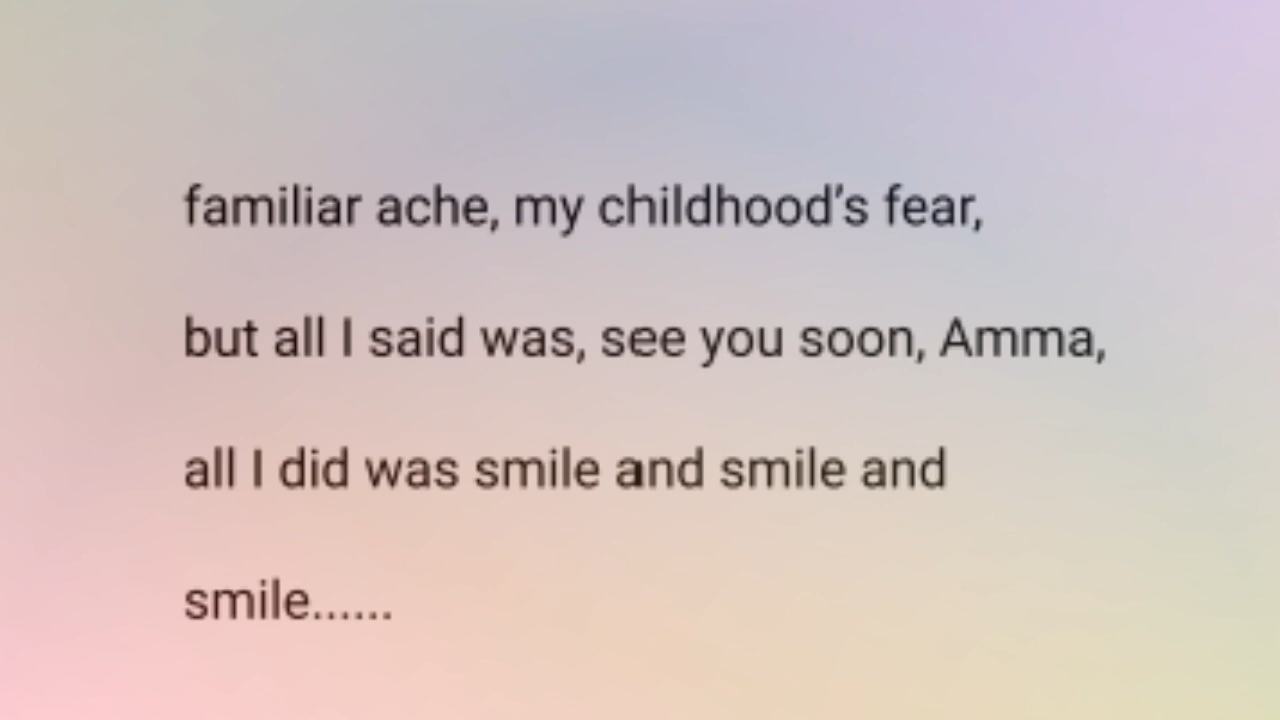 familiar ache, my childhood’s fear,
but all I said was, see you soon, Amma,
all I did was smile and smile and
smile......